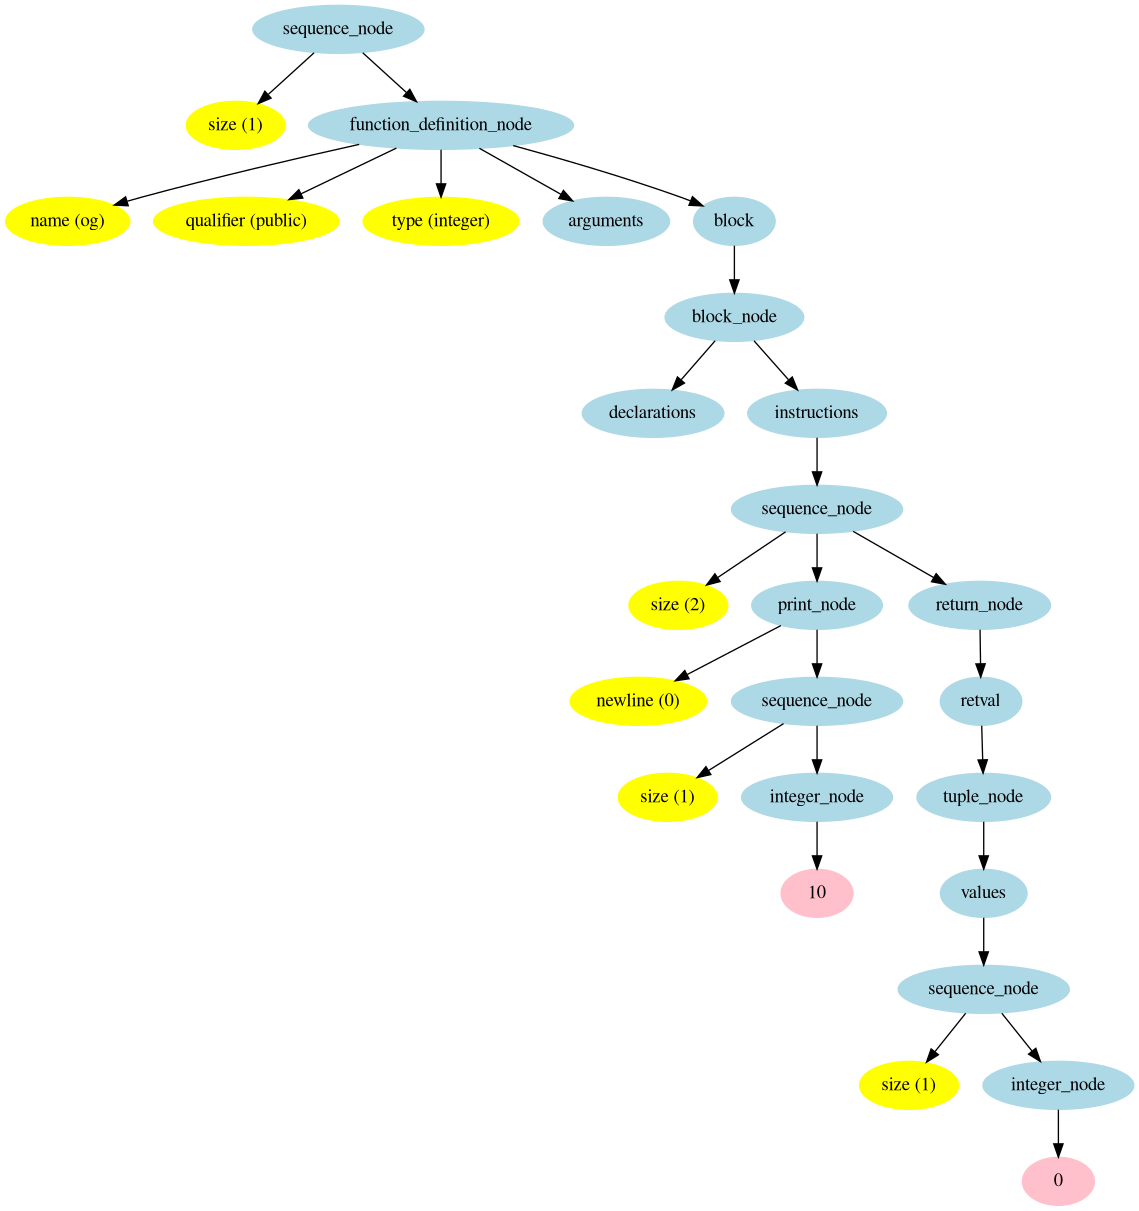 sequence_node
size (1)
function_definition_node
name (og)
qualifier (public)
type (integer)
arguments
block
block_node
declarations
instructions
sequence_node
size (2)
print_node
return_node
newline (0)
sequence_node
retval
size (1)
integer_node
tuple_node
10
values
sequence_node
size (1)
integer_node
0